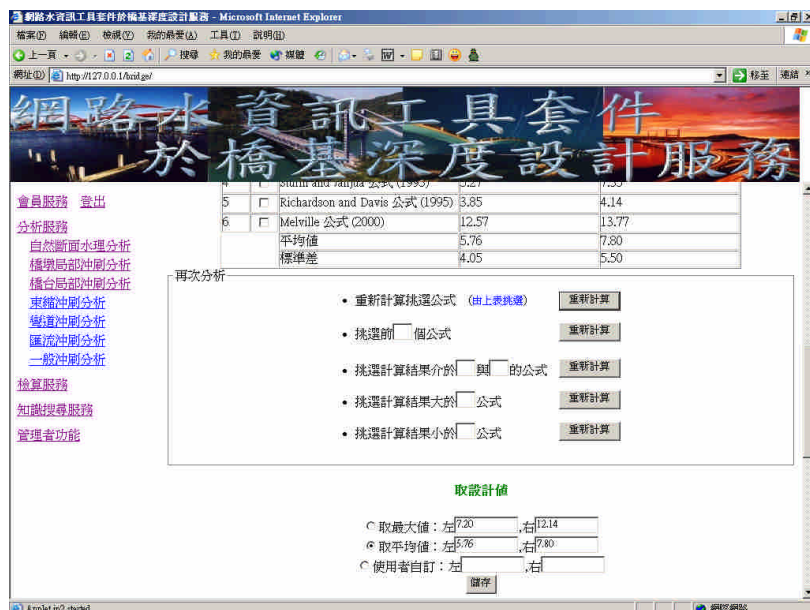 網路水資訊工具套件於橋基深度設計服務 - Microsoft Internet Explorer
檔案(F) 編輯(E) 檢視(V) 我的最愛(A) 工具(T) 說明(H)
上一頁 搜尋 我的最愛 媒體
網址(D) http://127.0.0.1/bridge/ 移至 連結
網路水資訊工具套件
於橋基深度設計服務
會員服務 登出
分析服務
自然斷面水理分析
橋墩局部沖刷分析
橋台局部沖刷分析
束縮沖刷分析
彎道沖刷分析
匯流沖刷分析
一般沖刷分析
檢算服務
知識搜尋服務
管理者功能
4 Sturm and Janjua 公式 (1993) 5.27 7.35
5 Richardson and Davis 公式 (1995) 3.85 4.14
6 Melville 公式 (2000) 12.57 13.77
平均值 5.76 7.80
標準差 4.05 5.50
再次分析
• 重新計算挑選公式 (由上表挑選) 重新計算
• 挑選前 個公式 重新計算
• 挑選計算結果介於 與 的公式 重新計算
• 挑選計算結果大於 公式 重新計算
• 挑選計算結果小於 公式 重新計算
取設計值
取最大值：左 7.20 ,右 12.14
取平均值：左 5.76 ,右 7.80
使用者自訂：左 ,右
儲存
Applet in2 started 網際網路